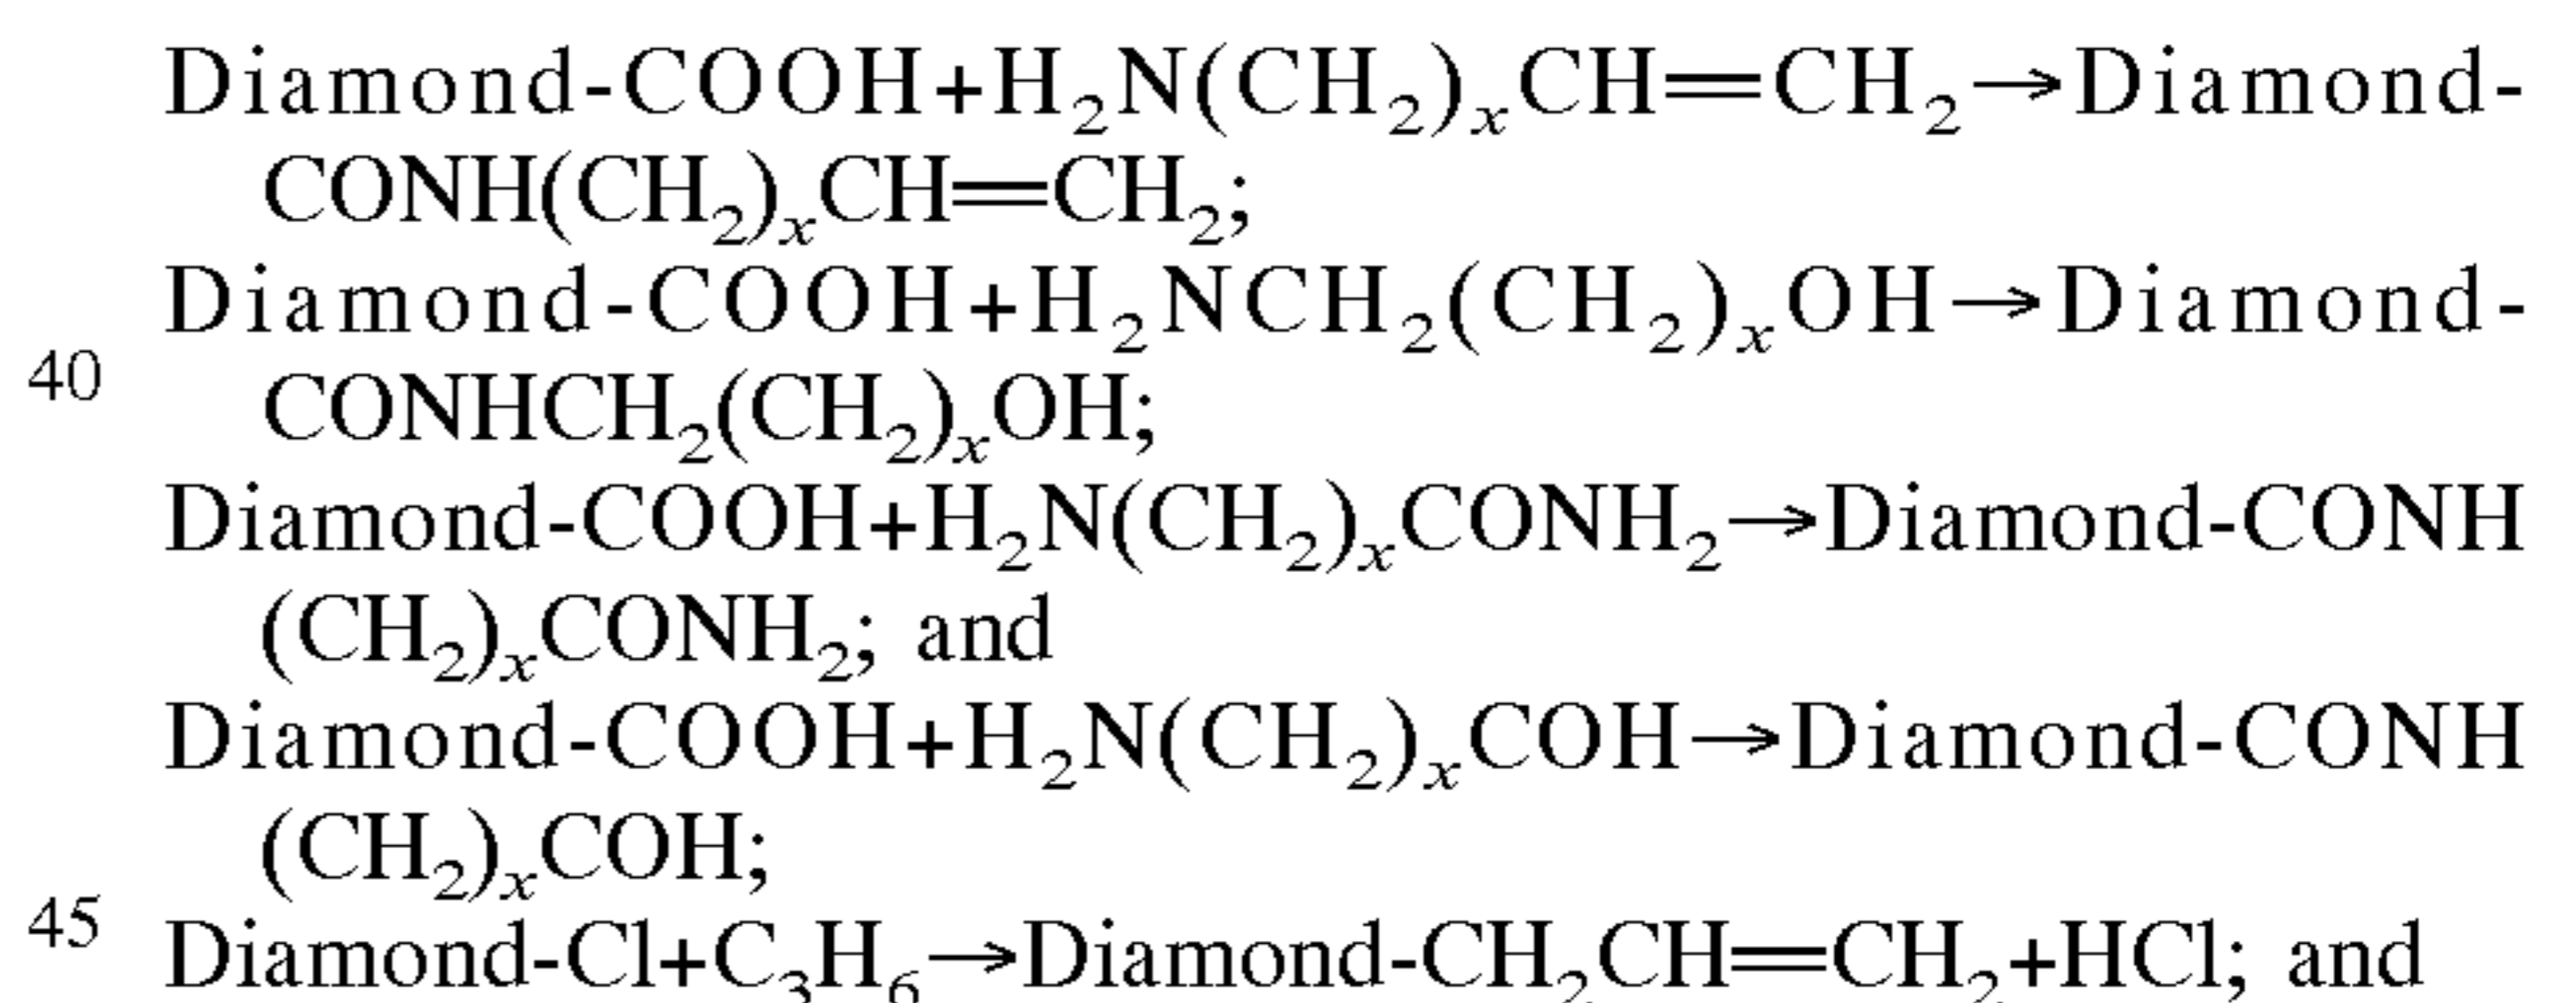 Diamond-COOH+H₂N(CH₂)ₓCH=CH₂→Diamond-
CONH(CH₂)ₓCH=CH₂;
Diamond-COOH+H₂NCH₂(CH₂)ₓOH→Diamond-
40 CONHCH₂(CH₂)ₓOH;
Diamond-COOH+H₂N(CH₂)ₓCONH₂→Diamond-CONH
(CH₂)ₓCONH₂; and
Diamond-COOH+H₂N(CH₂)ₓCOH→Diamond-CONH
(CH₂)ₓCOH;
45 Diamond-Cl+C₃H₆→Diamond-CH₂CH=CH₂+HCl; and